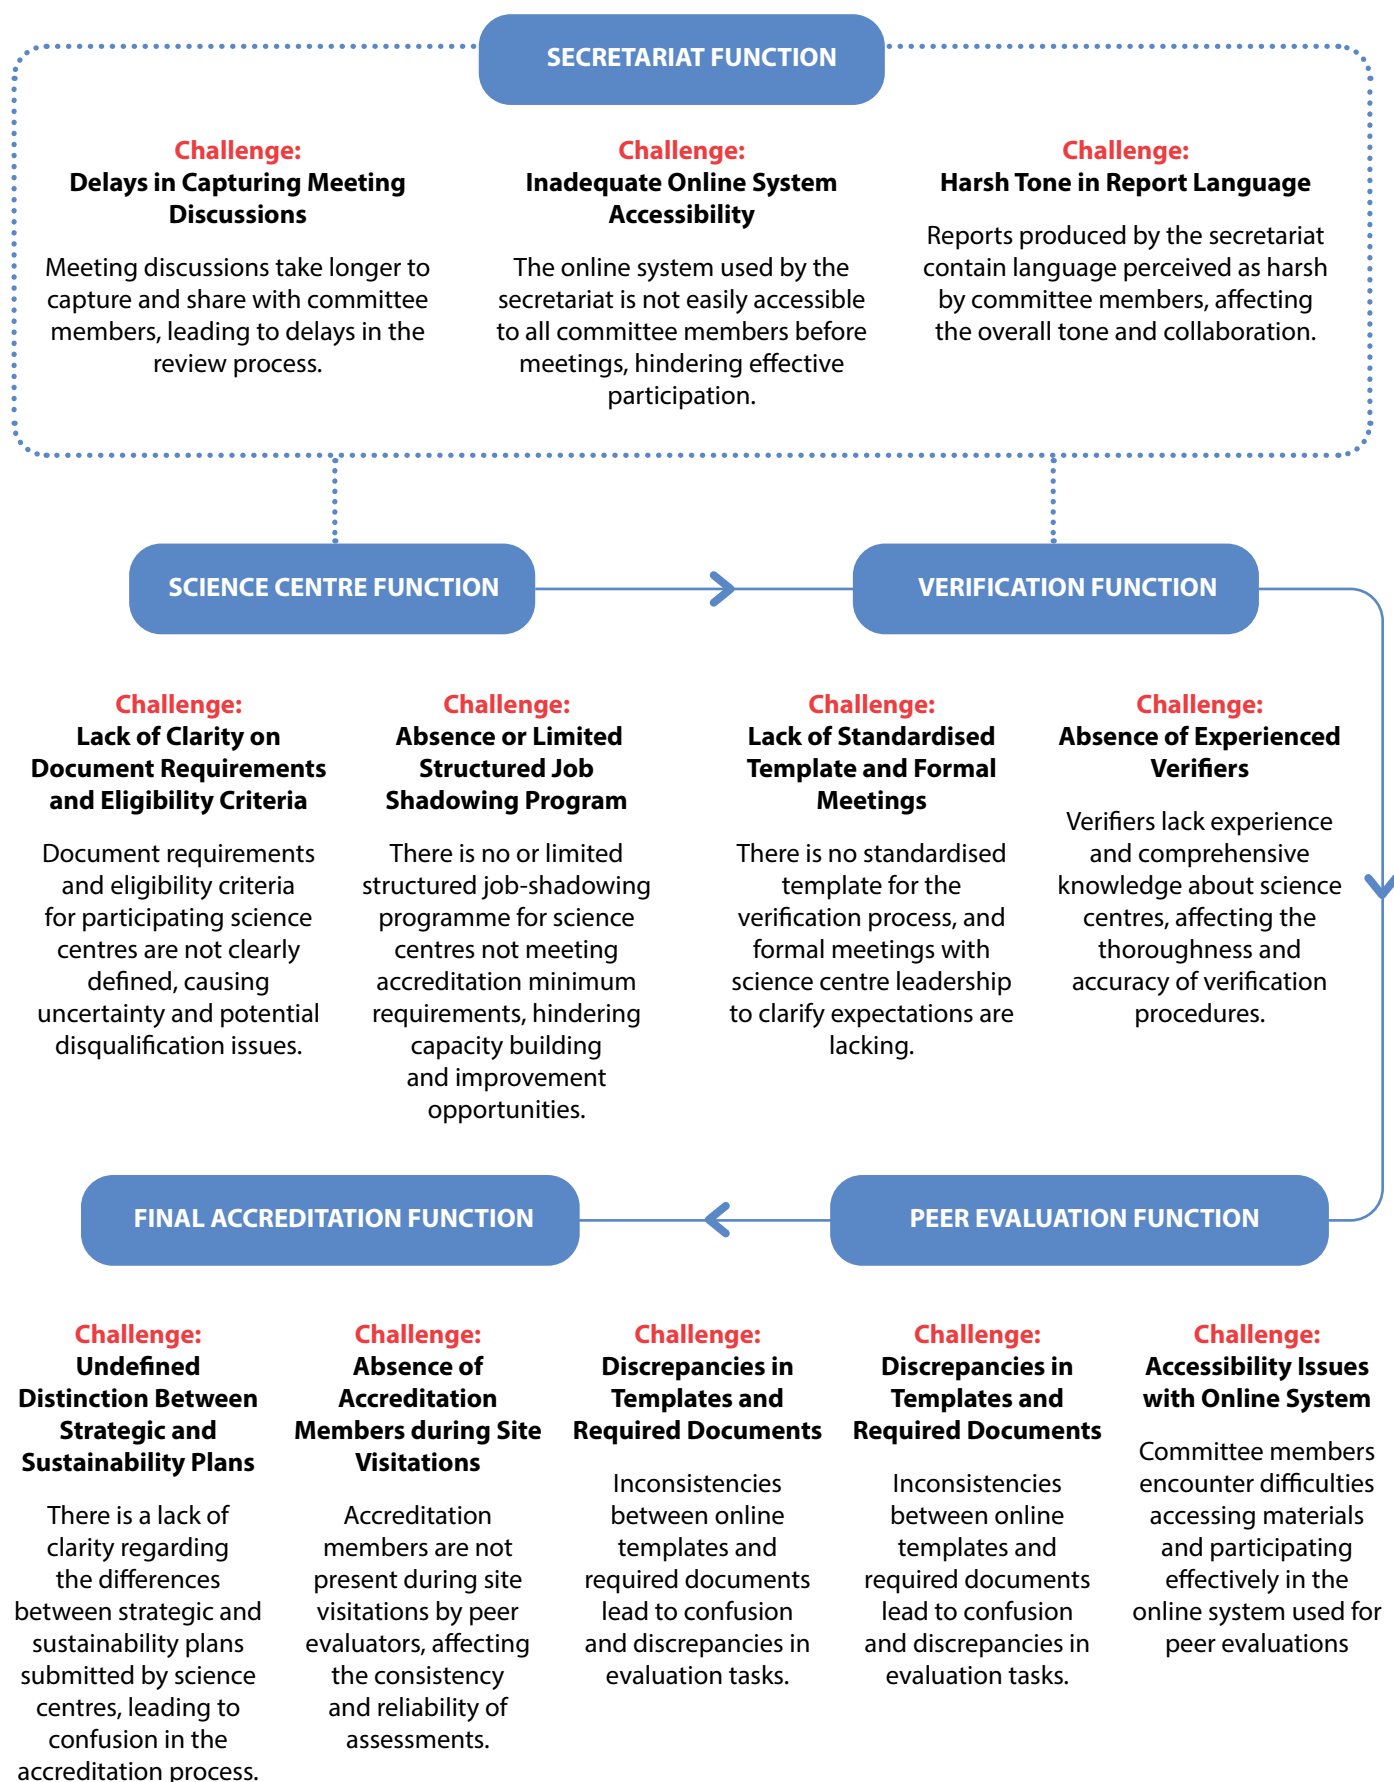 SECRETARIAT FUNCTION
Challenge:
Delays in Capturing Meeting
Discussions
Meeting discussions take longer to
capture and share with committee
members, leading to delays in the
review process.
Challenge:
Inadequate Online System
Accessibility
The online system used by the
secretariat is not easily accessible
to all committee members before
meetings, hindering effective
participation.
Challenge:
Harsh Tone in Report Language
Reports produced by the secretariat
contain language perceived as harsh
by committee members, affecting
the overall tone and collaboration.
SCIENCE CENTRE FUNCTION
Challenge:
Lack of Clarity on
Document Requirements
and Eligibility Criteria
Document requirements
and eligibility criteria
for participating science
centres are not clearly
defined, causing
uncertainty and potential
disqualification issues.
Challenge:
Absence or Limited
Structured Job
Shadowing Program
There is no or limited
structured job-shadowing
programme for science
centres not meeting
accreditation minimum
requirements, hindering
capacity building
and improvement
opportunities.
VERIFICATION FUNCTION
Challenge:
Lack of Standardised
Template and Formal
Meetings
There is no standardised
template for the
verification process, and
formal meetings with
science centre leadership
to clarify expectations are
lacking.
Challenge:
Absence of Experienced
Verifiers
Verifiers lack experience
and comprehensive
knowledge about science
centres, affecting the
thoroughness and
accuracy of verification
procedures.
FINAL ACCREDITATION FUNCTION
PEER EVALUATION FUNCTION
Challenge:
Undefined
Distinction Between
Strategic and
Sustainability Plans
There is a lack of
clarity regarding
the differences
between strategic and
sustainability plans
submitted by science
centres, leading to
confusion in the
accreditation process.
Challenge:
Absence of
Accreditation
Members during Site
Visitations
Accreditation
members are not
present during site
visitations by peer
evaluators, affecting
the consistency
and reliability of
assessments.
Challenge:
Discrepancies in
Templates and
Required Documents
Inconsistencies
between online
templates and
required documents
lead to confusion
and discrepancies in
evaluation tasks.
Challenge:
Discrepancies in
Templates and
Required Documents
Inconsistencies
between online
templates and
required documents
lead to confusion
and discrepancies in
evaluation tasks.
Challenge:
Accessibility Issues
with Online System
Committee members
encounter difficulties
accessing materials
and participating
effectively in the
online system used for
peer evaluations